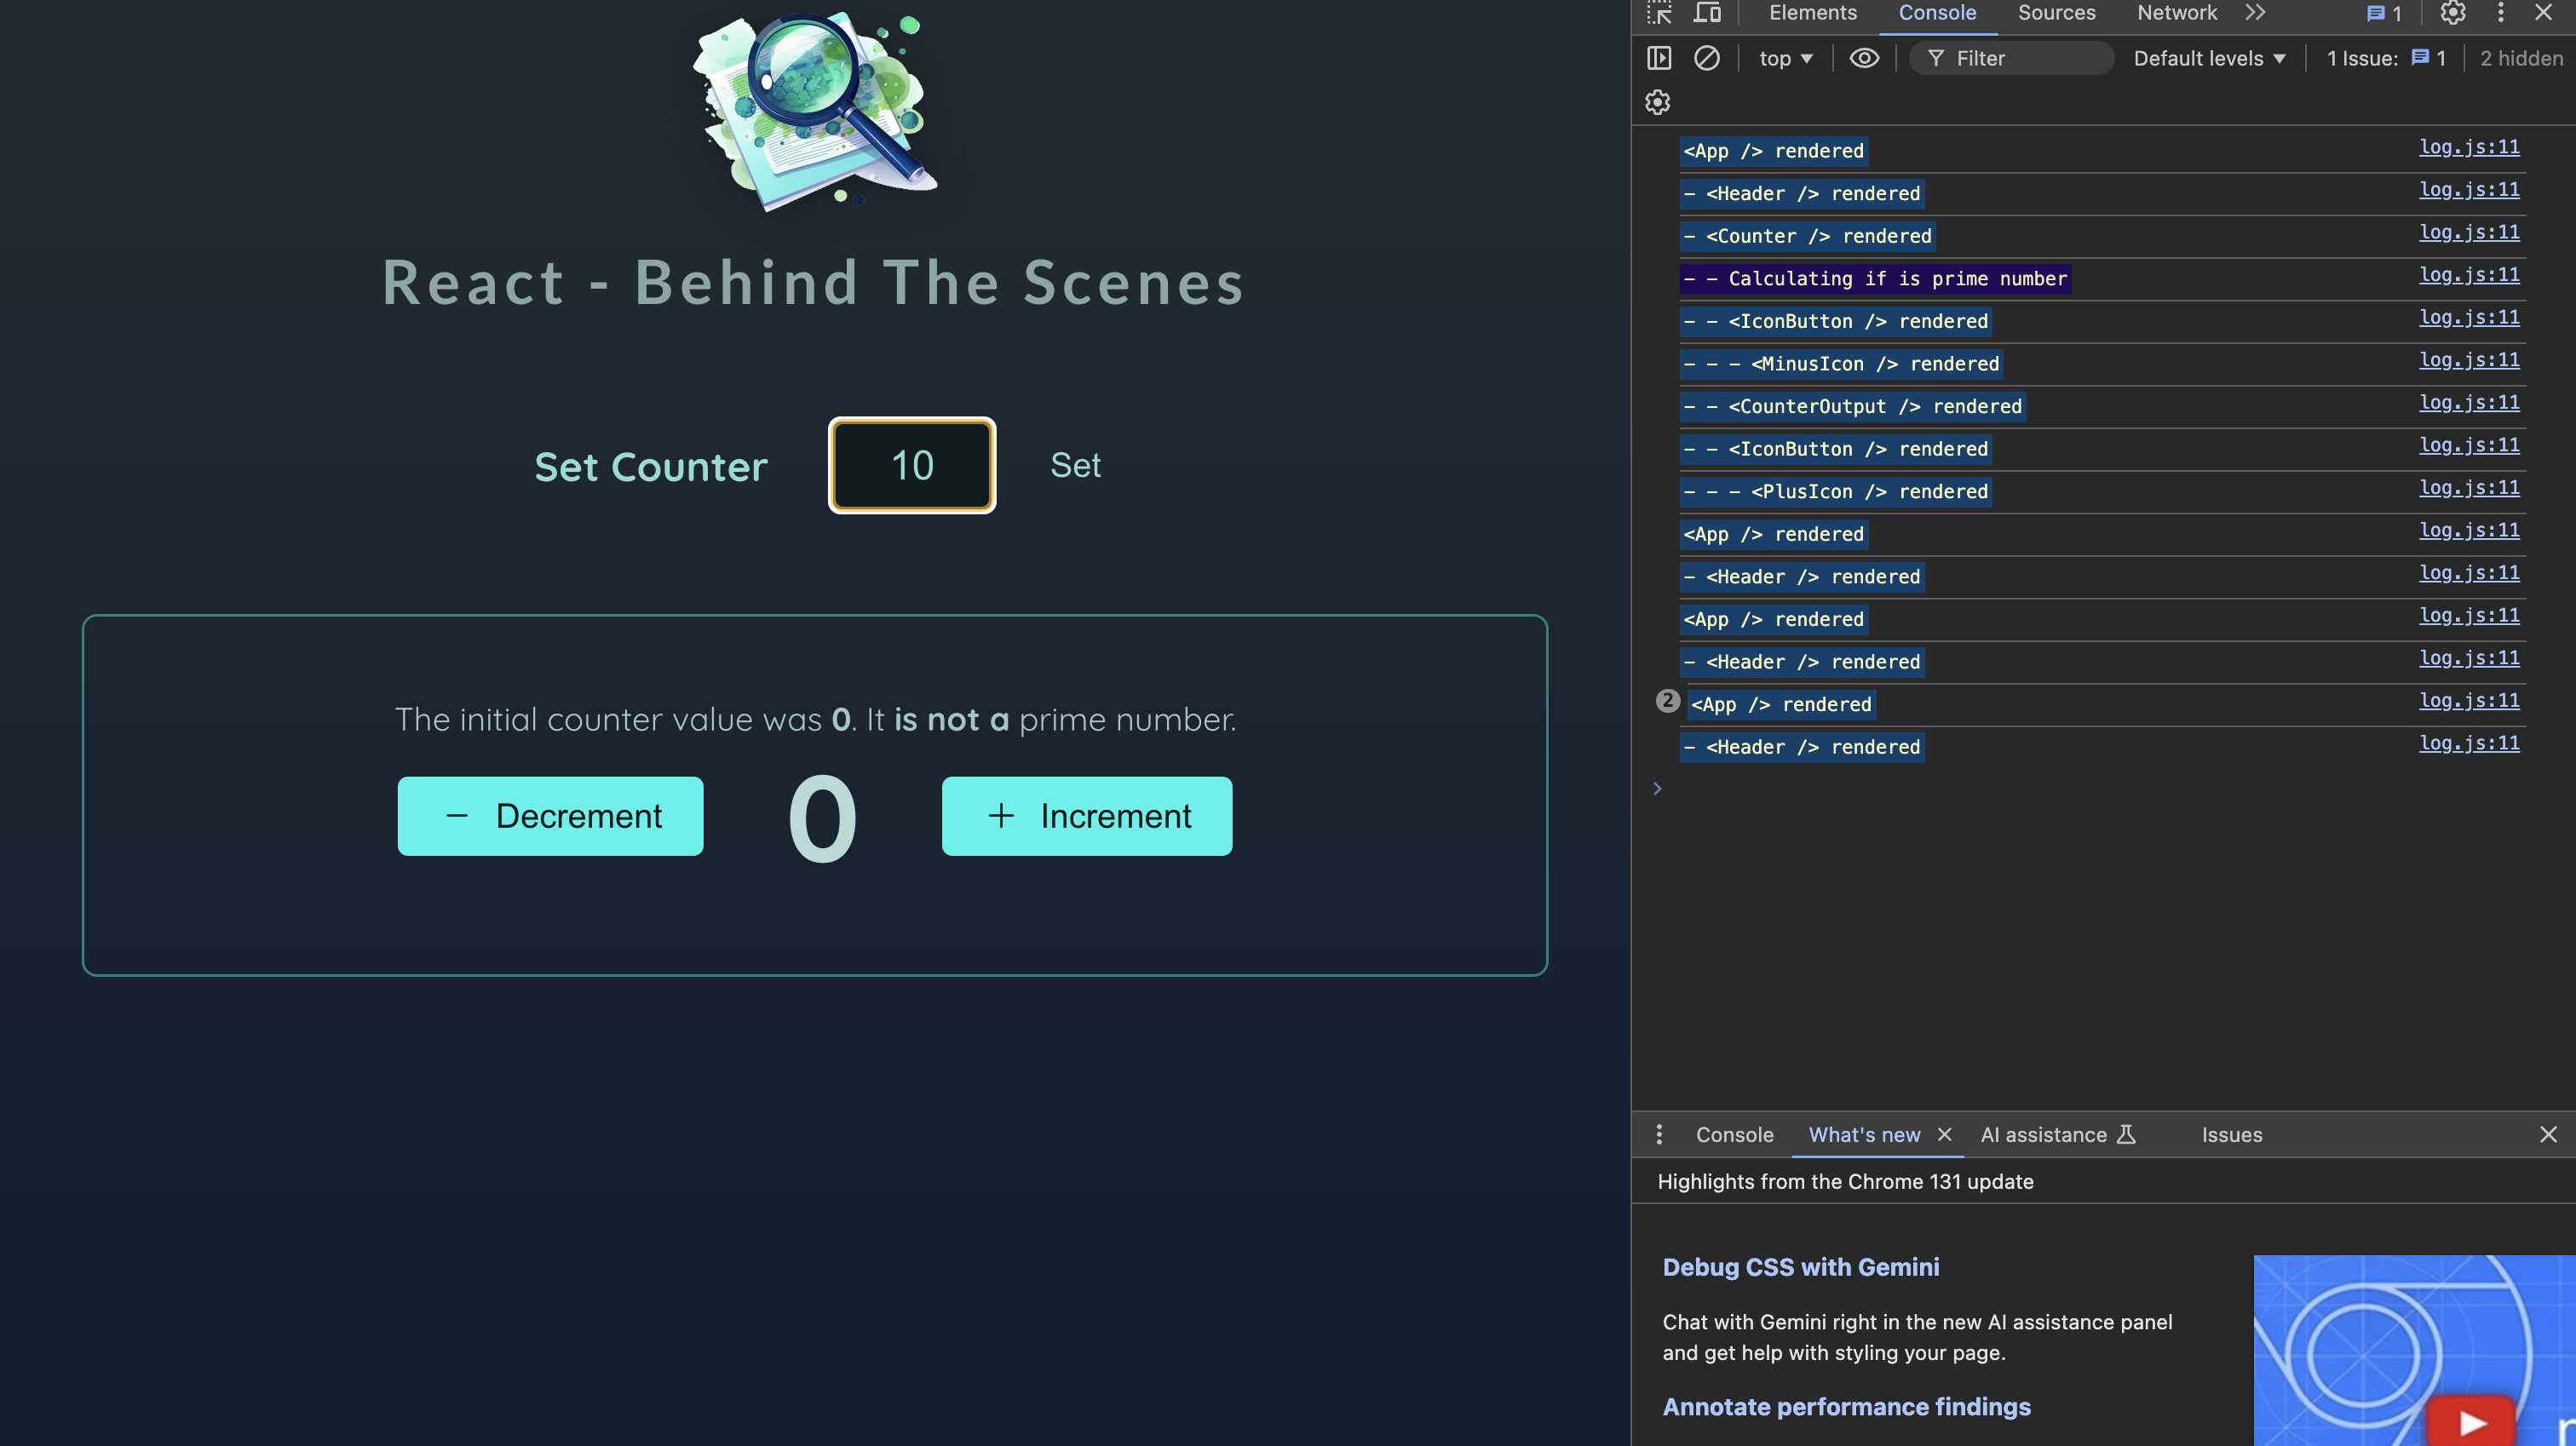 React - Behind The Scenes
Set Counter 10 Set
The initial counter value was 0. It is not a prime number.
− Decrement 0 + Increment
Elements Console Sources Network 1
top Filter Default levels 1 Issue: 1 2 hidden
<App /> rendered log.js:11
- <Header /> rendered log.js:11
- <Counter /> rendered log.js:11
- - Calculating if is prime number log.js:11
- - <IconButton /> rendered log.js:11
- - - <MinusIcon /> rendered log.js:11
- - <CounterOutput /> rendered log.js:11
- - <IconButton /> rendered log.js:11
- - - <PlusIcon /> rendered log.js:11
<App /> rendered log.js:11
- <Header /> rendered log.js:11
<App /> rendered log.js:11
- <Header /> rendered log.js:11
2 <App /> rendered log.js:11
- <Header /> rendered log.js:11
Console What's new AI assistance Issues
Highlights from the Chrome 131 update
Debug CSS with Gemini
Chat with Gemini right in the new AI assistance panel
and get help with styling your page.
Annotate performance findings